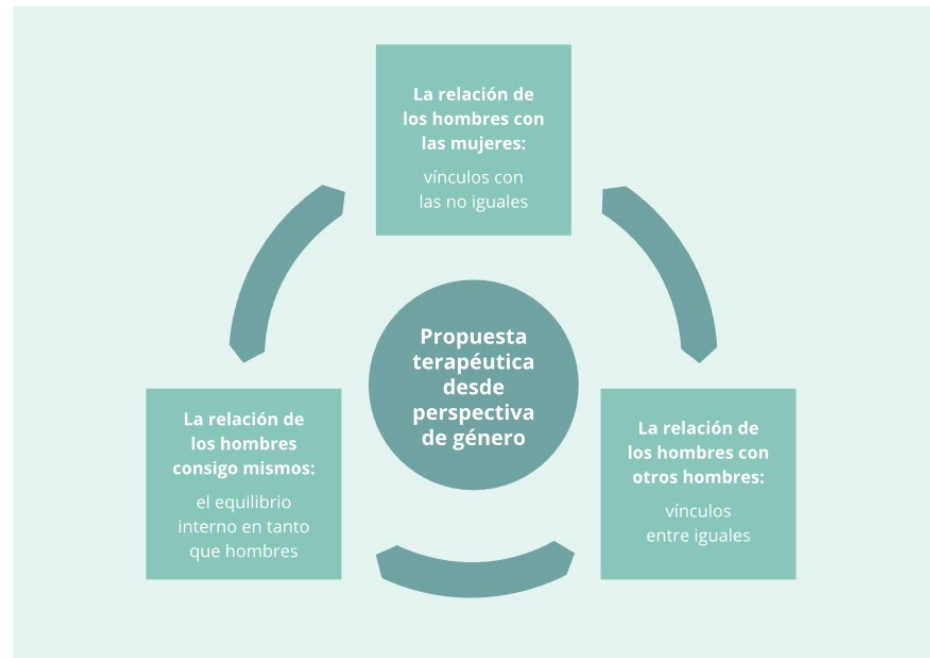 La relación de
los hombres con
las mujeres:
vínculos con
las no iguales
Propuesta
terapéutica
desde
perspectiva
de género
La relación de
los hombres
consigo mismos:
el equilibrio
interno en tanto
que hombres
La relación de
los hombres con
otros hombres:
vínculos
entre iguales